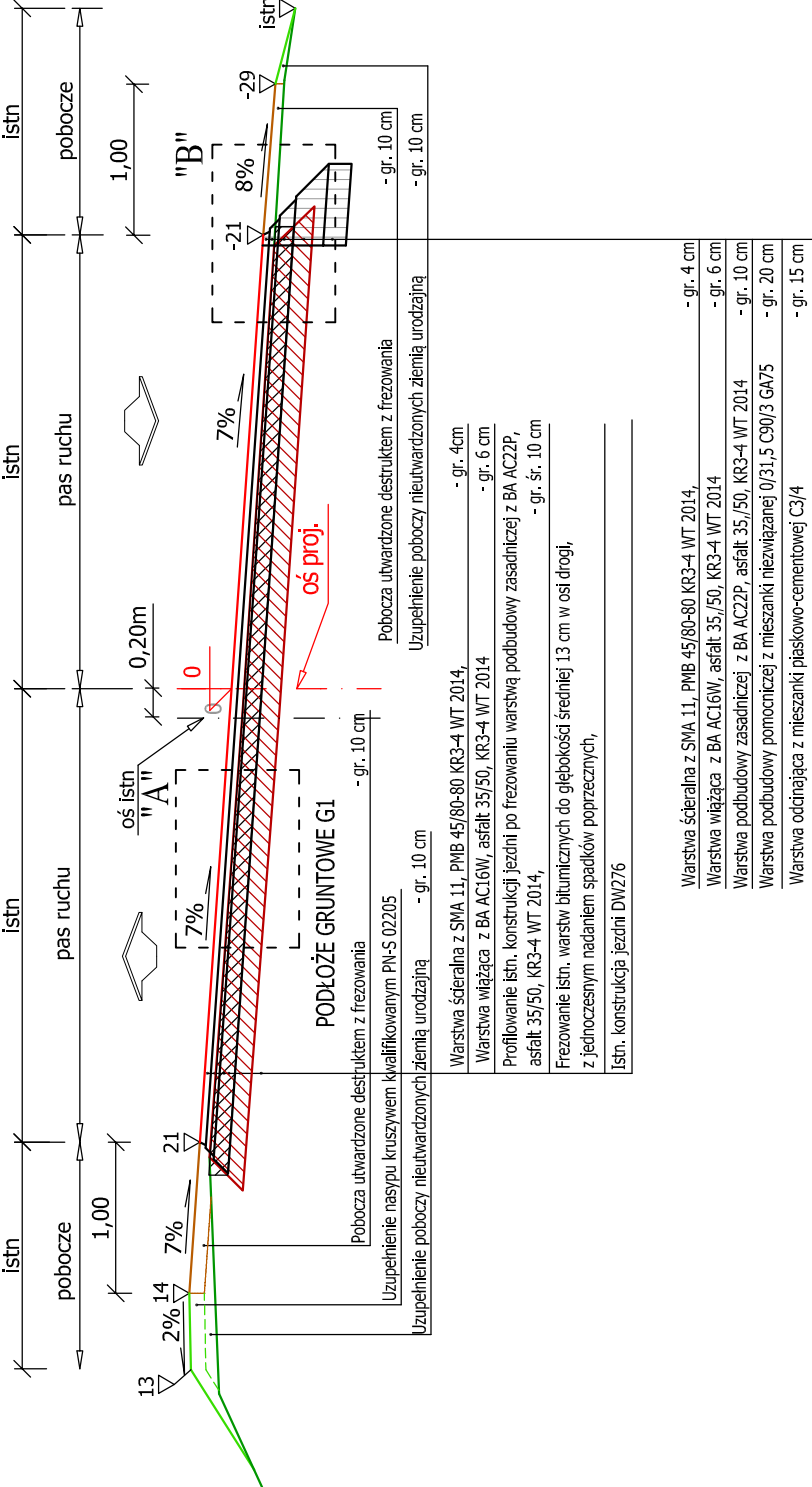 istn
istn
istn
istn
pobocze
pas ruchu
pas ruchu
pobocze
1,00
0,20m
1,00
13
2%
14
7%
21
7%
"A"
oś istn
0
0
oś proj.
7%
-21
"B"
8%
-29
istn
PODŁOŻE GRUNTOWE G1
Pobocza utwardzone destruktem z frezowania - gr. 10 cm
Uzupełnienie nasypu kruszywem kwalifikowanym PN-S 02205
Uzupełnienie poboczy nieutwardzonych ziemią urodzajną - gr. 10 cm
Pobocza utwardzone destruktem z frezowania - gr. 10 cm
Uzupełnienie poboczy nieutwardzonych ziemią urodzajną - gr. 10 cm
Warstwa ścieralna z SMA 11, PMB 45/80-80 KR3-4 WT 2014, - gr. 4cm
Warstwa wiążąca z BA AC16W, asfalt 35/50, KR3-4 WT 2014 - gr. 6 cm
Profilowanie istn. konstrukcji jezdni po frezowaniu warstwą podbudowy zasadniczej z BA AC22P,
asfalt 35/50, KR3-4 WT 2014, - gr. śr. 10 cm
Frezowanie istn. warstw bitumicznych do głębokości średniej 13 cm w osi drogi,
z jednoczesnym nadaniem spadków poprzecznych,
Istn. konstrukcja jezdni DW276
Warstwa ścieralna z SMA 11, PMB 45/80-80 KR3-4 WT 2014, - gr. 4 cm
Warstwa wiążąca z BA AC16W, asfalt 35,/50, KR3-4 WT 2014 - gr. 6 cm
Warstwa podbudowy zasadniczej z BA AC22P, asfalt 35,/50, KR3-4 WT 2014 - gr. 10 cm
Warstwa podbudowy pomocniczej z mieszanki niezwiązanej 0/31,5 C90/3 GA75 - gr. 20 cm
Warstwa odcinająca z mieszanki piaskowo-cementowej C3/4 - gr. 15 cm